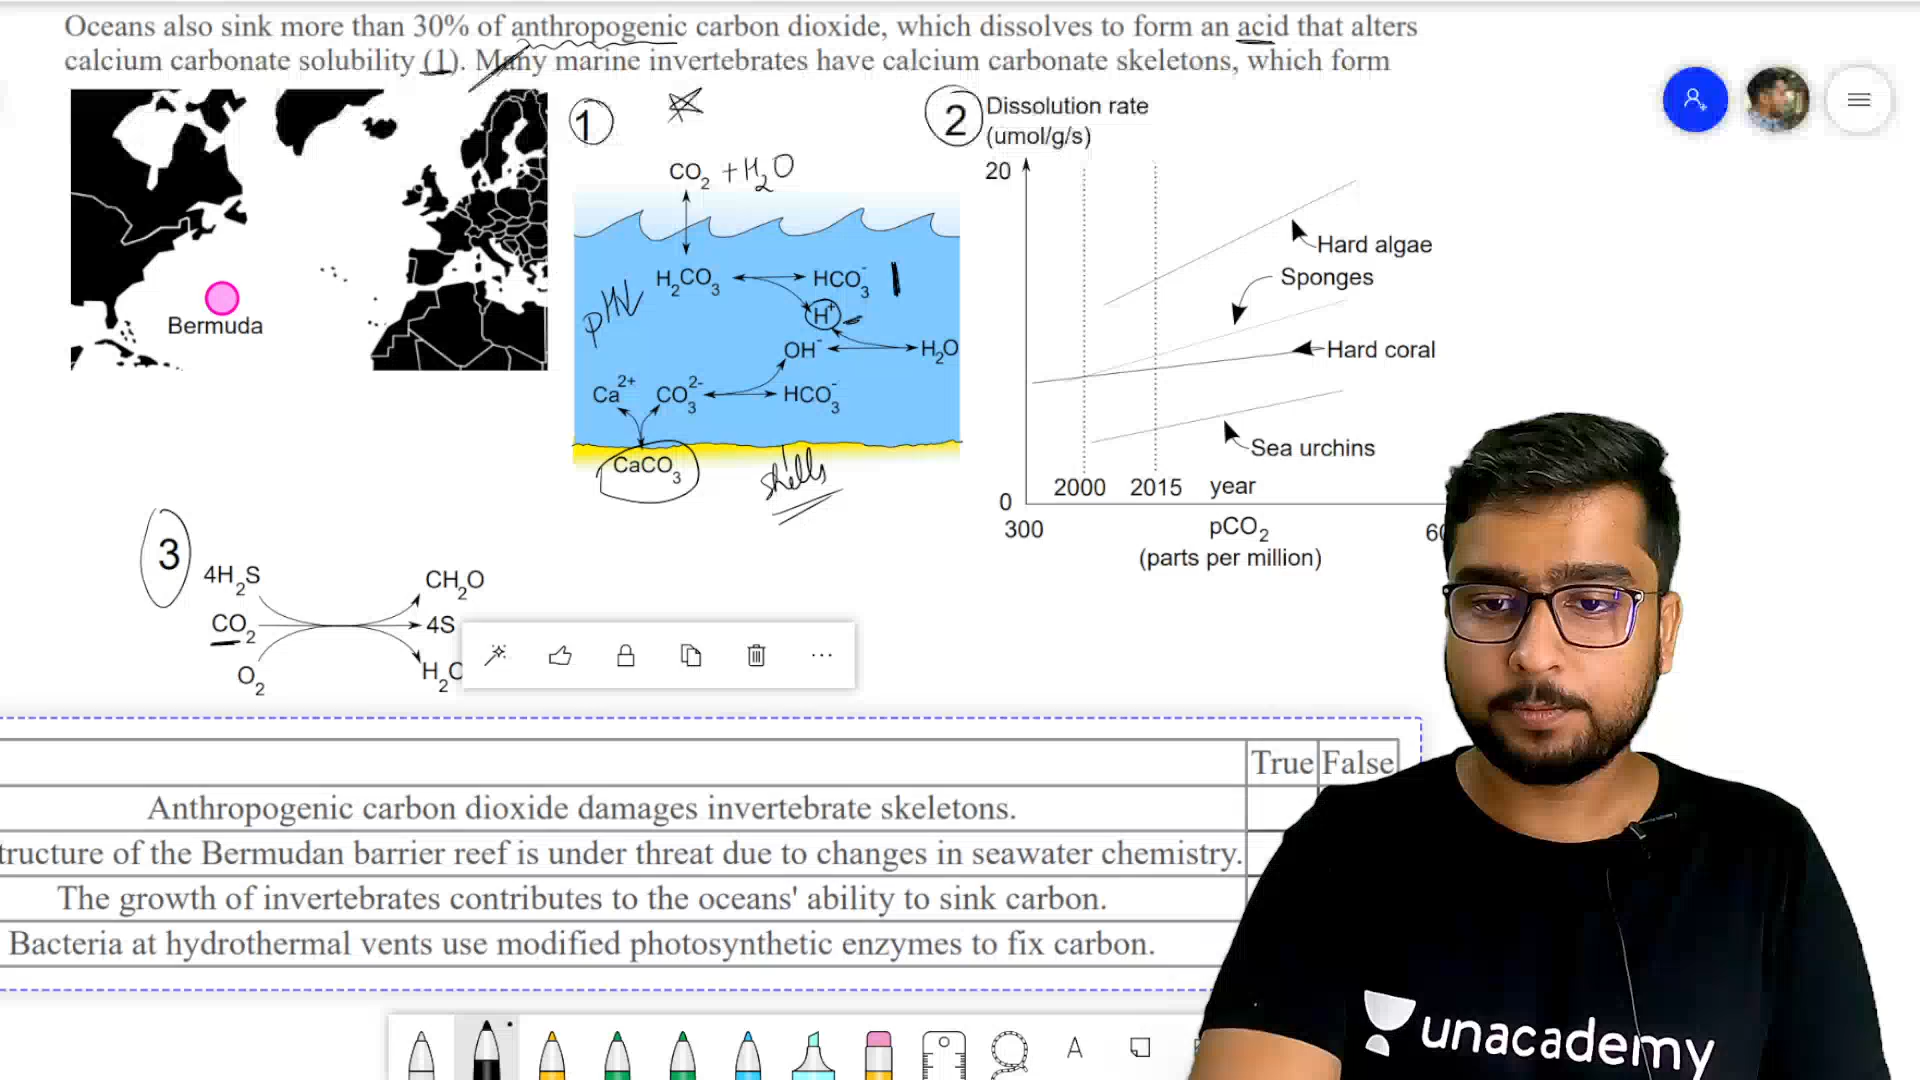 Oceans also sink more than 30% of anthropogenic carbon dioxide, which dissolves to form an acid that alters
calcium carbonate solubility (1). Many marine invertebrates have calcium carbonate skeletons, which form
Bermuda
1
CO2 + H2O
H2CO3
HCO3-
pH↓
H+
OH-
H2O
Ca2+
CO3 2-
HCO3-
CaCO3
shells
2
Dissolution rate
(umol/g/s)
20
Hard algae
Sponges
Hard coral
Sea urchins
2000
2015
year
0
300
pCO2
(parts per million)
3
4H2S
CH2O
CO2
4S
O2
True
False
Anthropogenic carbon dioxide damages invertebrate skeletons.
tructure of the Bermudan barrier reef is under threat due to changes in seawater chemistry.
The growth of invertebrates contributes to the oceans' ability to sink carbon.
Bacteria at hydrothermal vents use modified photosynthetic enzymes to fix carbon.
A
unacademy